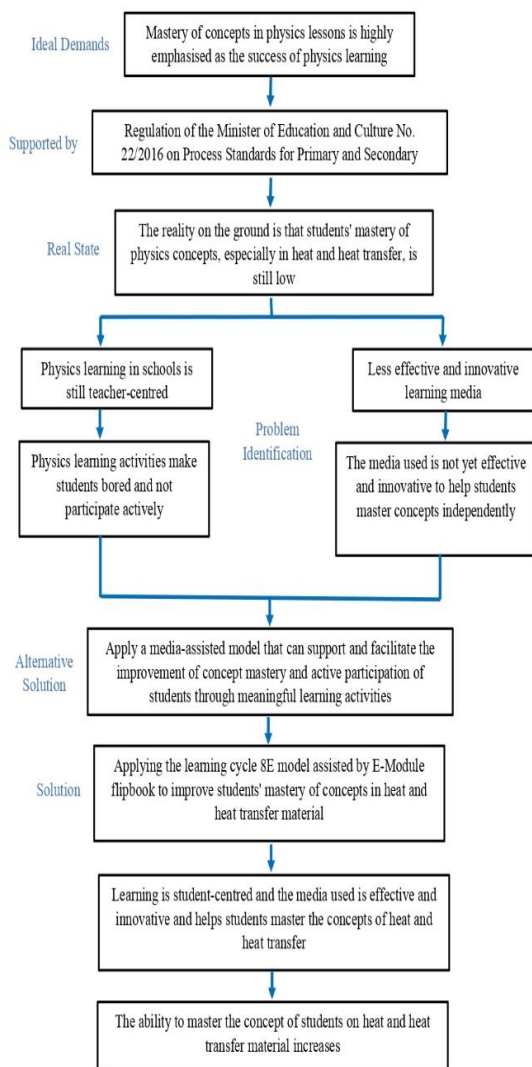 Ideal Demands
Mastery of concepts in physics lessons is highly
emphasised as the success of physics learning
Supported by
Regulation of the Minister of Education and Culture No.
22/2016 on Process Standards for Primary and Secondary
Real State
The reality on the ground is that students' mastery of
physics concepts, especially in heat and heat transfer, is
still low
Physics learning in schools is
still teacher-centred
Less effective and innovative
learning media
Problem
Identification
Physics learning activities make
students bored and not
participate actively
The media used is not yet effective
and innovative to help students
master concepts independently
Alternative
Solution
Apply a media-assisted model that can support and facilitate the
improvement of concept mastery and active participation of
students through meaningful learning activities
Solution
Applying the learning cycle 8E model assisted by E-Module
flipbook to improve students' mastery of concepts in heat and
heat transfer material
Learning is student-centred and the media used is effective and
innovative and helps students master the concepts of heat and
heat transfer
The ability to master the concept of students on heat and heat
transfer material increases